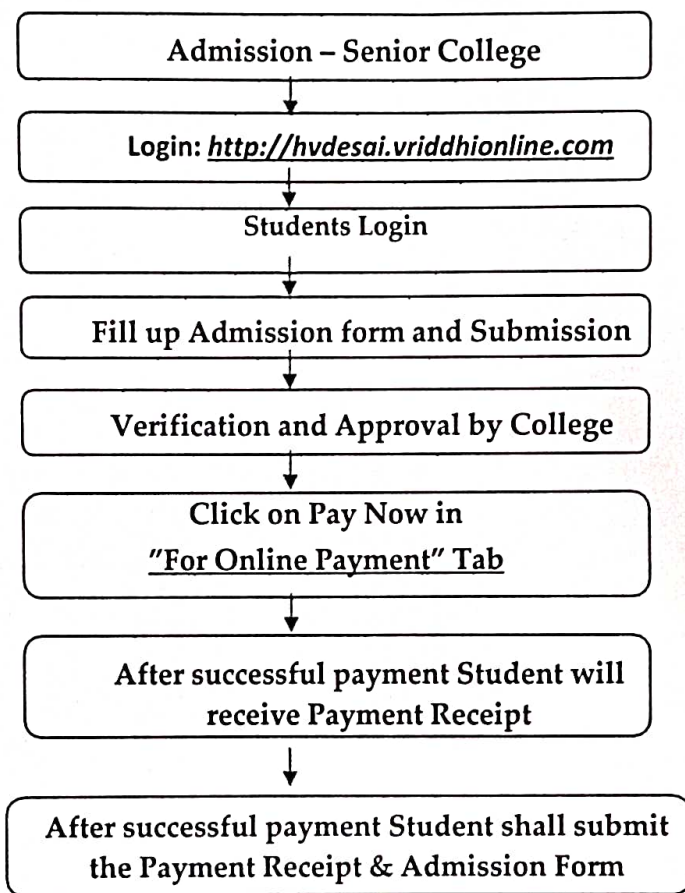 Admission – Senior College
Login: http://hvdesai.vriddhionline.com
Students Login
Fill up Admission form and Submission
Verification and Approval by College
Click on Pay Now in
"For Online Payment" Tab
After successful payment Student will
receive Payment Receipt
After successful payment Student shall submit
the Payment Receipt & Admission Form